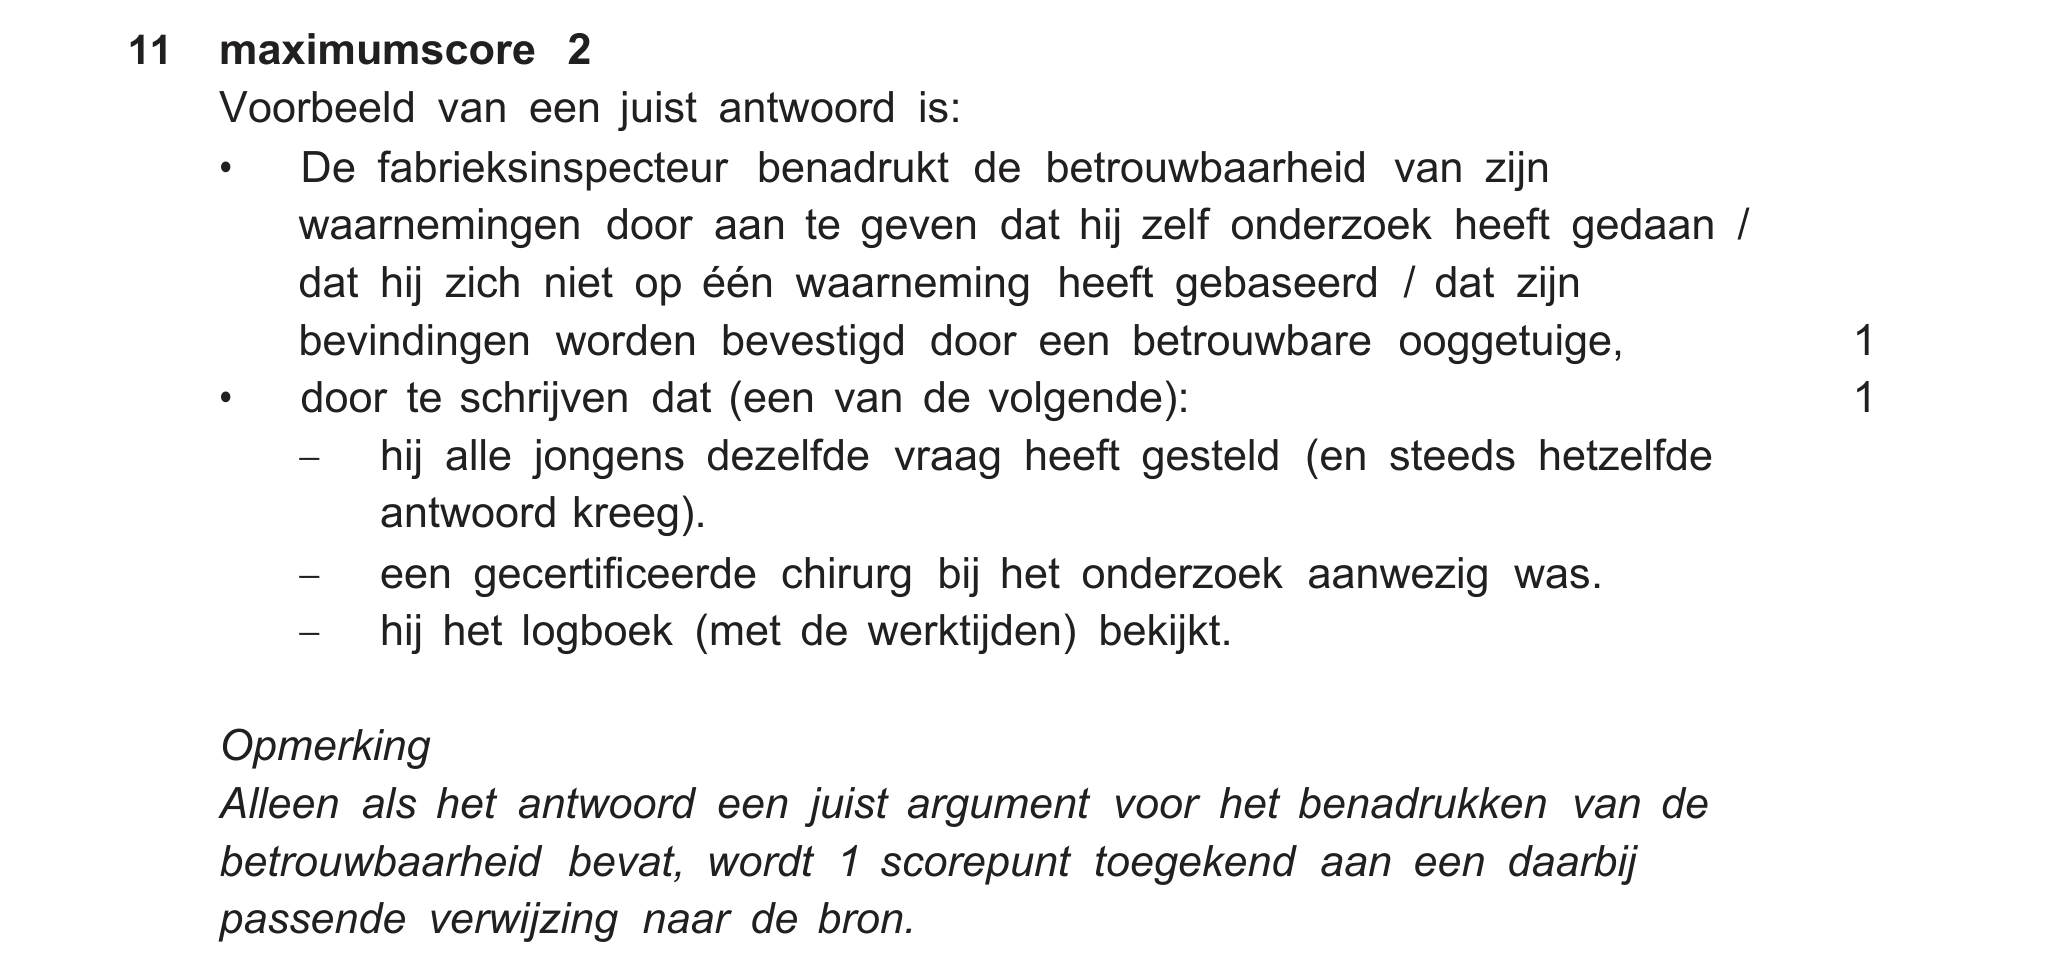 11 maximumscore 2
Voorbeeld van een juist antwoord is:
• De fabrieksinspecteur benadrukt de betrouwbaarheid van zijn
waarnemingen door aan te geven dat hij zelf onderzoek heeft gedaan /
dat hij zich niet op één waarneming heeft gebaseerd / dat zijn
bevindingen worden bevestigd door een betrouwbare ooggetuige, 1
• door te schrijven dat (een van de volgende): 1
– hij alle jongens dezelfde vraag heeft gesteld (en steeds hetzelfde
antwoord kreeg).
– een gecertificeerde chirurg bij het onderzoek aanwezig was.
– hij het logboek (met de werktijden) bekijkt.
Opmerking
Alleen als het antwoord een juist argument voor het benadrukken van de
betrouwbaarheid bevat, wordt 1 scorepunt toegekend aan een daarbij
passende verwijzing naar de bron.